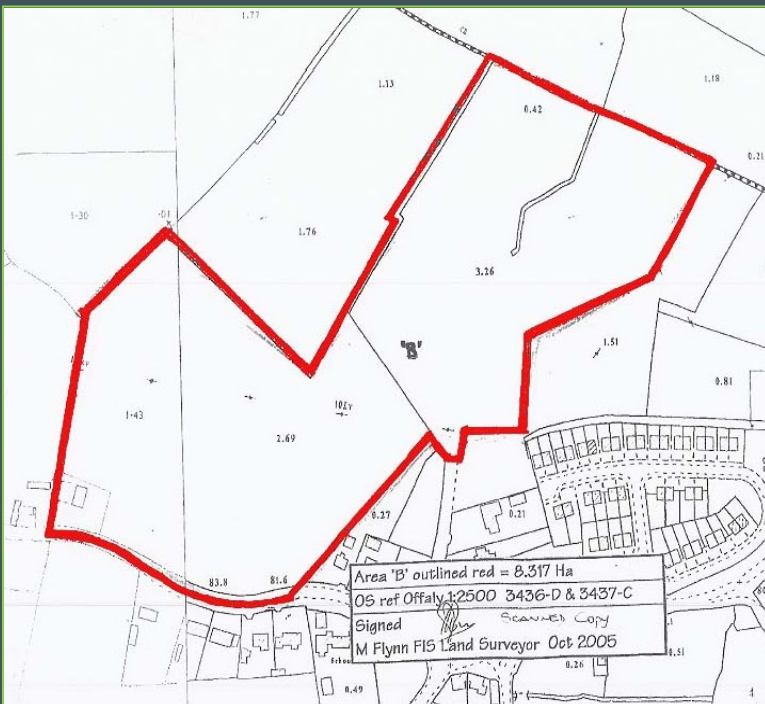 1.77
C2
1.13
1.18
0.42
0.21
1.30
.01
1.76
3.26
'B'
1.51
10kv
0.81
1.43
2.69
0.27
0.21
83.8 81.6
Area 'B' outlined red = 8.317 Ha
OS ref Offaly 1:2500 3436-D & 3437-C
Signed SCANNED COPY
M Flynn FIS Land Surveyor Oct 2005
0.51
0.26
0.49